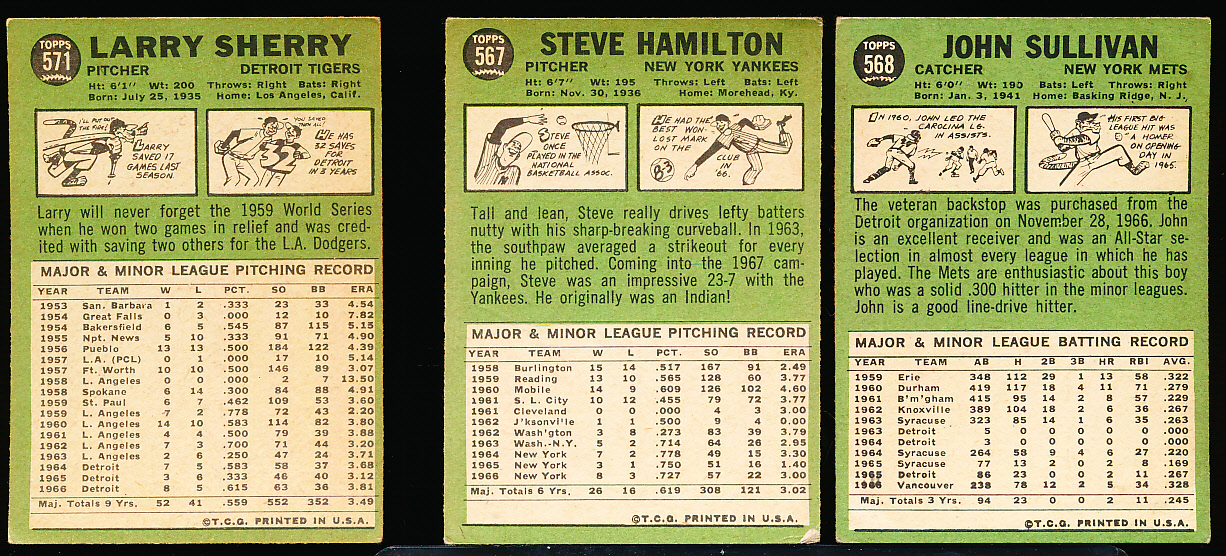 TOPPS
571
LARRY SHERRY
PITCHER DETROIT TIGERS
Ht: 6'1" Wt: 200 Throws: Right Bats: Right
Born: July 25, 1935 Home: Los Angeles, Calif.
I'LL PUT OUT
THE FIRE!
LARRY
SAVED 17
GAMES LAST
SEASON.
YOU SAVED
THEM ALL!
HE HAS
32 SAVES
FOR
DETROIT
IN 3 YEARS
Larry will never forget the 1959 World Series
when he won two games in relief and was cred-
ited with saving two others for the L.A. Dodgers.
MAJOR & MINOR LEAGUE PITCHING RECORD
YEAR TEAM W L PCT. SO BB ERA
1953 San. Barbara 1 2 .333 23 33 4.54
1954 Great Falls 0 3 .000 12 10 7.82
1954 Bakersfield 6 5 .545 87 115 5.15
1955 Npt. News 5 10 .333 91 71 4.90
1956 Pueblo 13 13 .500 184 122 4.39
1957 L.A. (PCL) 0 1 .000 17 10 5.14
1957 Ft. Worth 10 10 .500 146 89 3.07
1958 L. Angeles 0 0 .000 2 7 13.50
1958 Spokane 6 14 .300 84 88 4.91
1959 St. Paul 6 7 .462 109 53 3.60
1959 L. Angeles 7 2 .778 72 43 2.20
1960 L. Angeles 14 10 .583 114 82 3.80
1961 L. Angeles 4 4 .500 79 39 3.88
1962 L. Angeles 7 3 .700 71 44 3.20
1963 L. Angeles 2 6 .250 47 24 3.71
1964 Detroit 7 5 .583 58 37 3.68
1965 Detroit 3 6 .333 46 40 3.12
1966 Detroit 8 5 .615 63 36 3.81
Maj. Totals 9 Yrs. 52 41 .559 552 352 3.49
©T.C.G. PRINTED IN U.S.A.
TOPPS
567
STEVE HAMILTON
PITCHER NEW YORK YANKEES
Ht: 6'7" Wt: 195 Throws: Left Bats: Left
Born: Nov. 30, 1936 Home: Morehead, Ky.
STEVE
ONCE
PLAYED IN THE
NATIONAL
BASKETBALL ASSOC.
HE HAD THE
BEST WON
LOST MARK
ON THE
CLUB
IN
'66.
8-3
Tall and lean, Steve really drives lefty batters
nutty with his sharp-breaking curveball. In 1963,
the southpaw averaged a strikeout for every
inning he pitched. Coming into the 1967 cam-
paign, Steve was an impressive 23-7 with the
Yankees. He originally was an Indian!
MAJOR & MINOR LEAGUE PITCHING RECORD
YEAR TEAM W L PCT. SO BB ERA
1958 Burlington 15 14 .517 167 91 2.49
1959 Reading 13 10 .565 128 60 3.77
1960 Mobile 14 9 .609 126 102 4.60
1961 S. L. City 10 12 .455 79 72 3.77
1961 Cleveland 0 0 .000 4 3 3.00
1962 J'ksonvi'le 1 1 .500 9 4 0.00
1962 Wash'gton 3 8 .273 83 39 3.79
1963 Wash.-N.Y. 5 2 .714 64 26 2.95
1964 New York 7 2 .778 49 15 3.30
1965 New York 3 1 .750 51 16 1.40
1966 New York 8 3 .727 57 22 3.00
Maj. Totals 6 Yrs. 26 16 .619 308 121 3.02
©T.C.G. PRINTED IN U.S.A.
TOPPS
568
JOHN SULLIVAN
CATCHER NEW YORK METS
Ht: 6'0" Wt: 190 Bats: Left Throws: Right
Born: Jan. 3, 1941 Home: Basking Ridge, N. J.
IN 1960, JOHN LED THE
CAROLINA LG.
IN ASSISTS.
HIS FIRST BIG
LEAGUE HIT WAS
A HOMER
ON OPENING
DAY IN
1965.
The veteran backstop was purchased from the
Detroit organization on November 28, 1966. John
is an excellent receiver and was an All-Star se-
lection in almost every league in which he has
played. The Mets are enthusiastic about this boy
who was a solid .300 hitter in the minor leagues.
John is a good line-drive hitter.
MAJOR & MINOR LEAGUE BATTING RECORD
YEAR TEAM AB H 2B 3B HR RBI AVG.
1959 Erie 348 112 29 1 13 58 .322
1960 Durham 419 117 18 4 11 71 .279
1961 B'm'gham 415 95 14 2 8 57 .229
1962 Knoxville 389 104 18 2 6 36 .267
1963 Syracuse 323 85 14 1 6 35 .263
1963 Detroit 5 0 0 0 0 0 .000
1964 Detroit 3 0 0 0 0 0 .000
1964 Syracuse 264 58 9 4 6 27 .220
1965 Syracuse 77 13 2 0 2 8 .169
1965 Detroit 86 23 0 0 2 11 .267
1966 Vancouver 238 78 12 2 5 34 .328
Maj. Totals 3 Yrs. 94 23 0 0 2 11 .245
©T.C.G. PRINTED IN U.S.A.